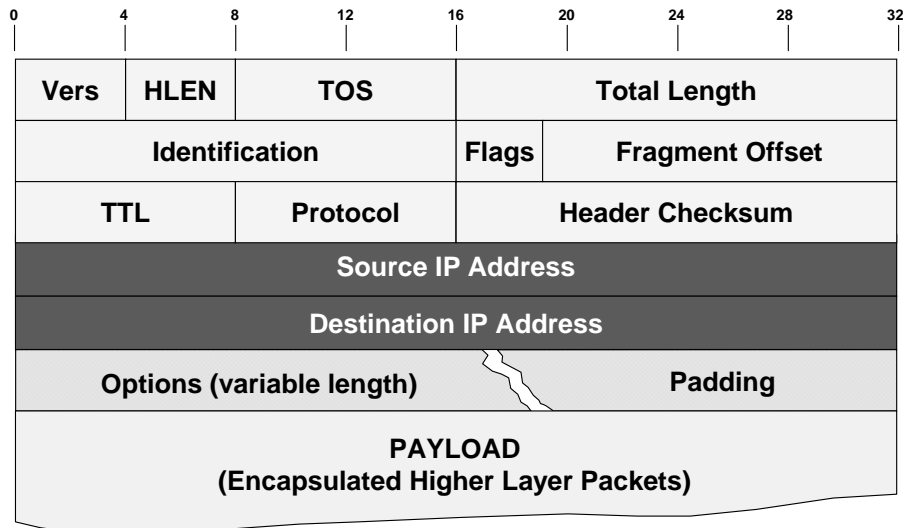 0 4 8 12 16 20 24 28 32
Vers HLEN TOS Total Length
Identification Flags Fragment Offset
TTL Protocol Header Checksum
Source IP Address
Destination IP Address
Options (variable length) Padding
PAYLOAD
(Encapsulated Higher Layer Packets)